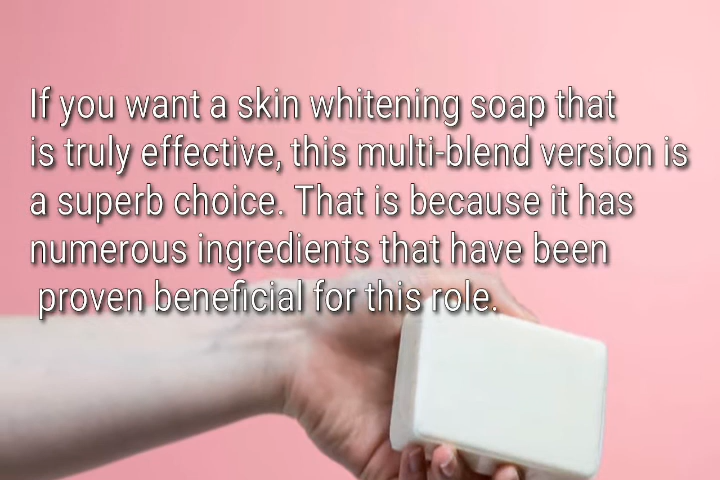 If you want a skin whitening soap that
is truly effective, this multi-blend version is
a superb choice. That is because it has
numerous ingredients that have been
proven beneficial for this role.